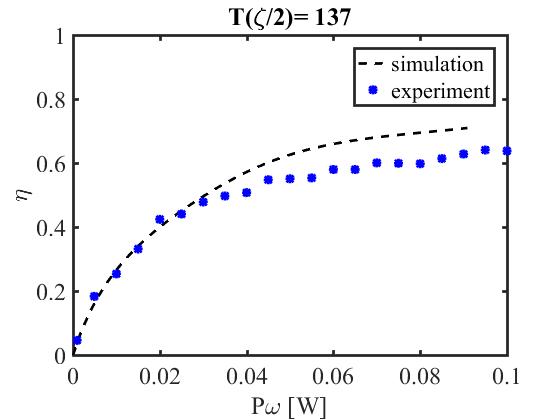 T(ζ/2)= 137
1
0.8
0.6
0.4
0.2
0
η
simulation
experiment
0 0.02 0.04 0.06 0.08 0.1
Pω [W]